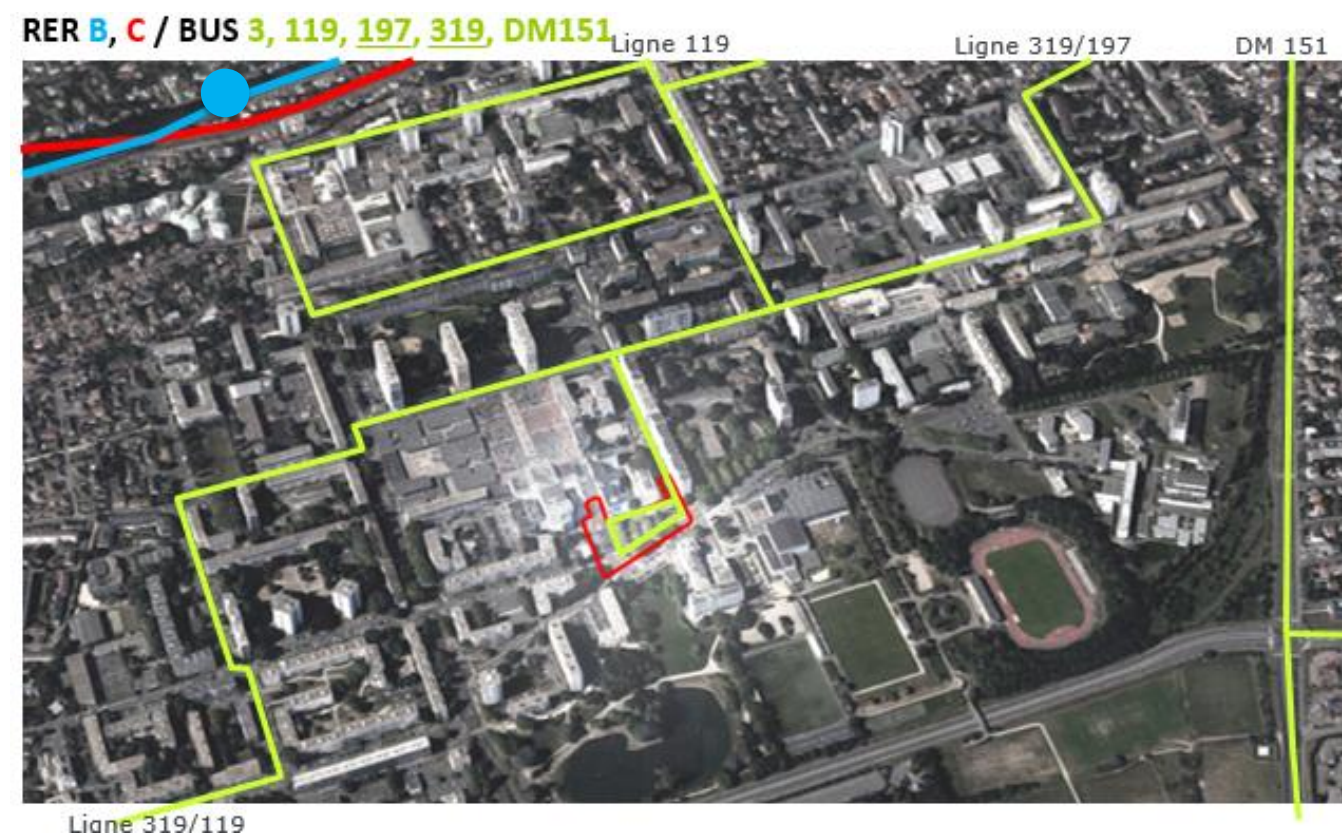 RER B, C / BUS 3, 119, 197, 319, DM151
Ligne 119
Ligne 319/197
DM 151
Ligne 319/119